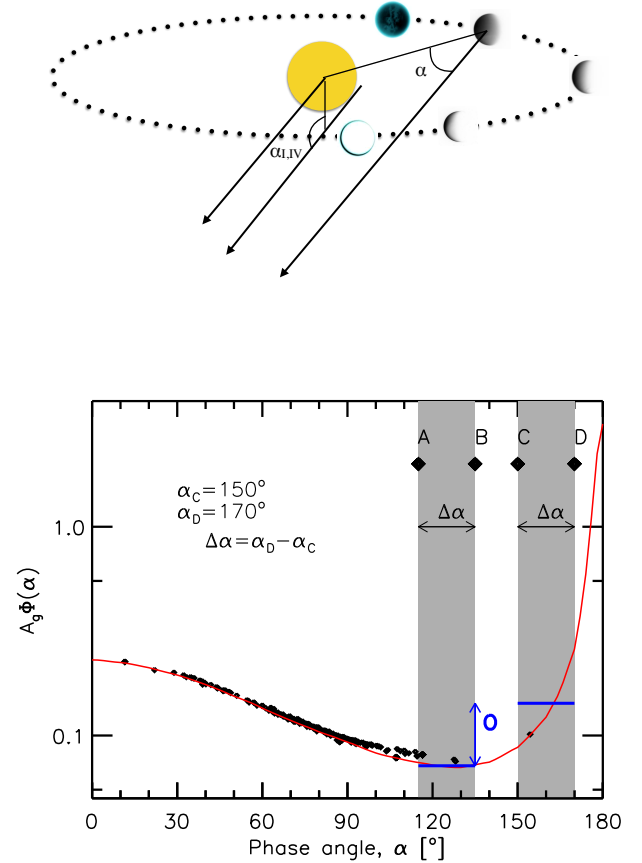 α
α_I,IV
A B C D
α_C=150°
α_D=170°
Δα Δα
Δα=α_D−α_C
1.0
A_gΦ(α)
O
0.1
0 30 60 90 120 150 180
Phase angle, α [°]